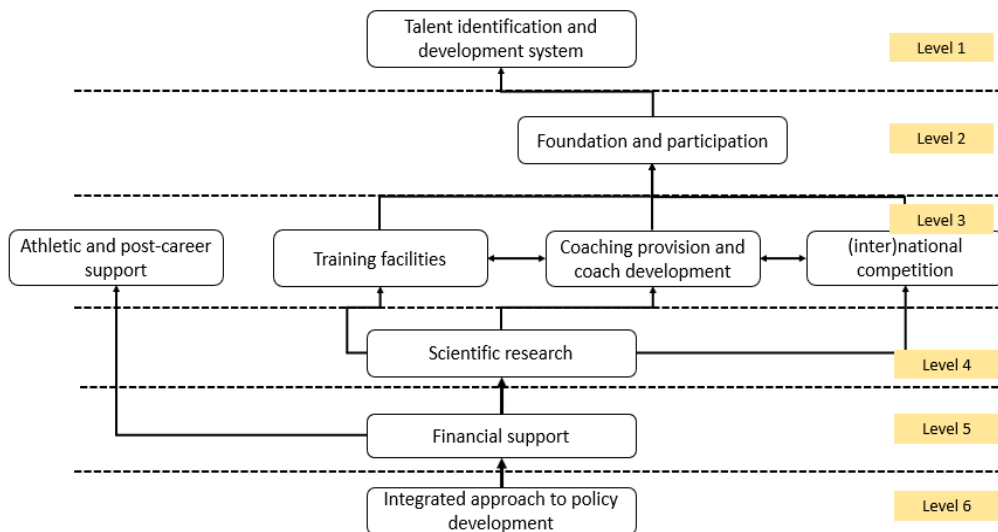 Talent identification and
development system
Level 1
Foundation and participation
Level 2
Level 3
Athletic and post-career
support
Training facilities
Coaching provision and
coach development
(inter)national
competition
Scientific research
Level 4
Financial support
Level 5
Integrated approach to policy
development
Level 6